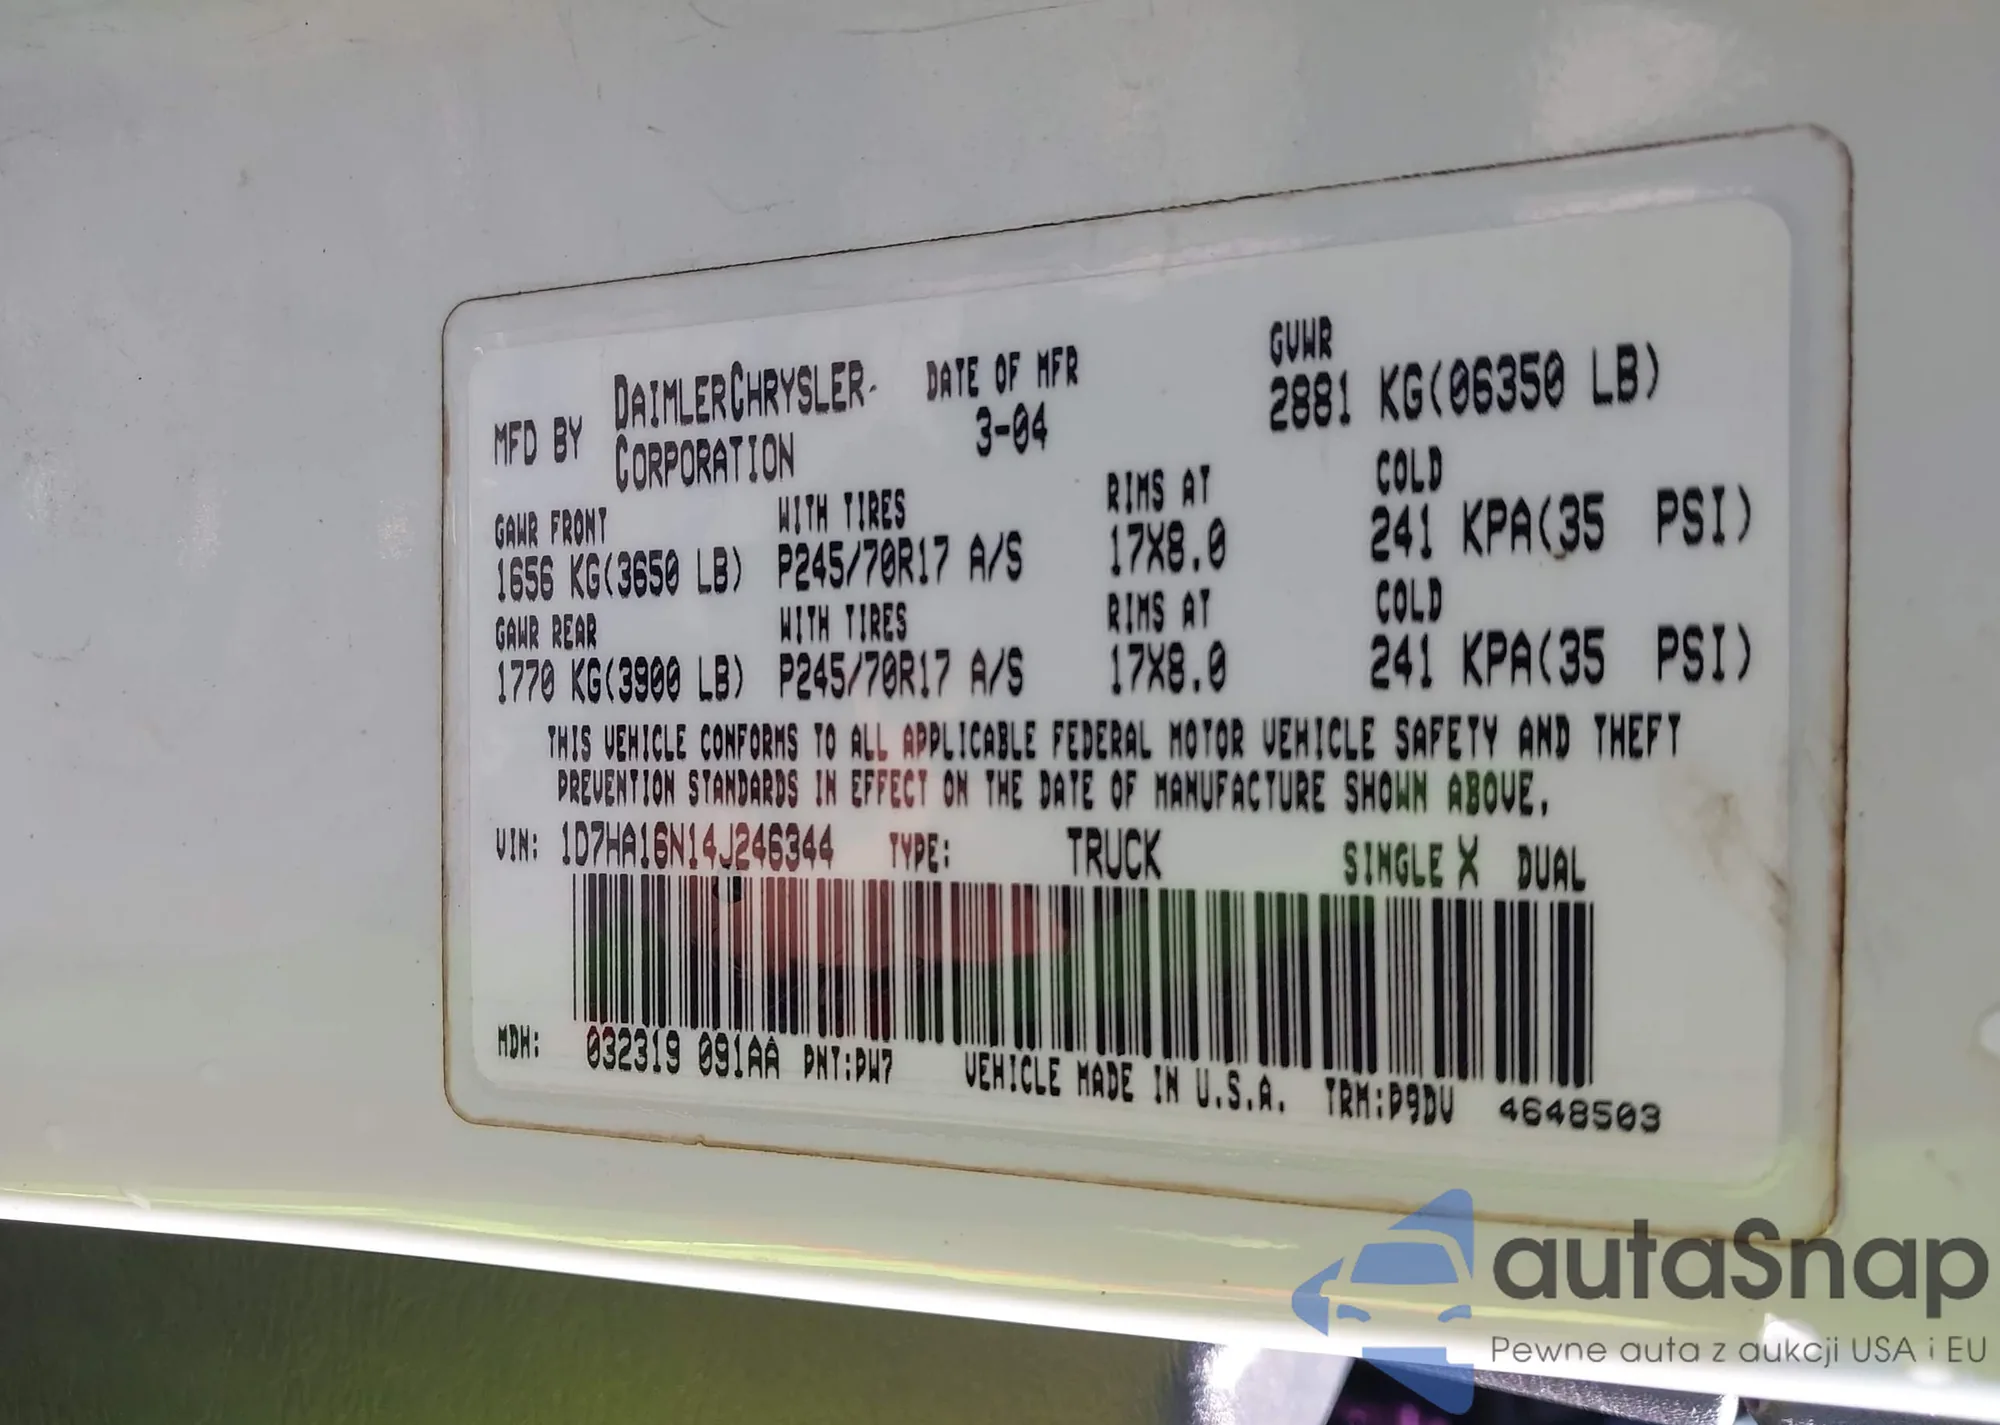 MFD BY DAIMLERCHRYSLER- CORPORATION DATE OF MFR 3-04 GVWR 2881 KG(06350 LB)
GAWR FRONT WITH TIRES RIMS AT COLD
1656 KG(3650 LB) P245/70R17 A/S 17X8.0 241 KPA(35 PSI)
GAWR REAR WITH TIRES RIMS AT COLD
1770 KG(3900 LB) P245/70R17 A/S 17X8.0 241 KPA(35 PSI)
THIS VEHICLE CONFORMS TO ALL APPLICABLE FEDERAL MOTOR VEHICLE SAFETY AND THEFT
PREVENTION STANDARDS IN EFFECT ON THE DATE OF MANUFACTURE SHOWN ABOVE.
VIN: 1D7HA16N14J246344 TYPE: TRUCK SINGLE X DUAL
MDH: 032319 091AA PNT:PW7 VEHICLE MADE IN U.S.A. TRM:P9DV 4648503
autaSnap
Pewne auta z aukcji USA i EU